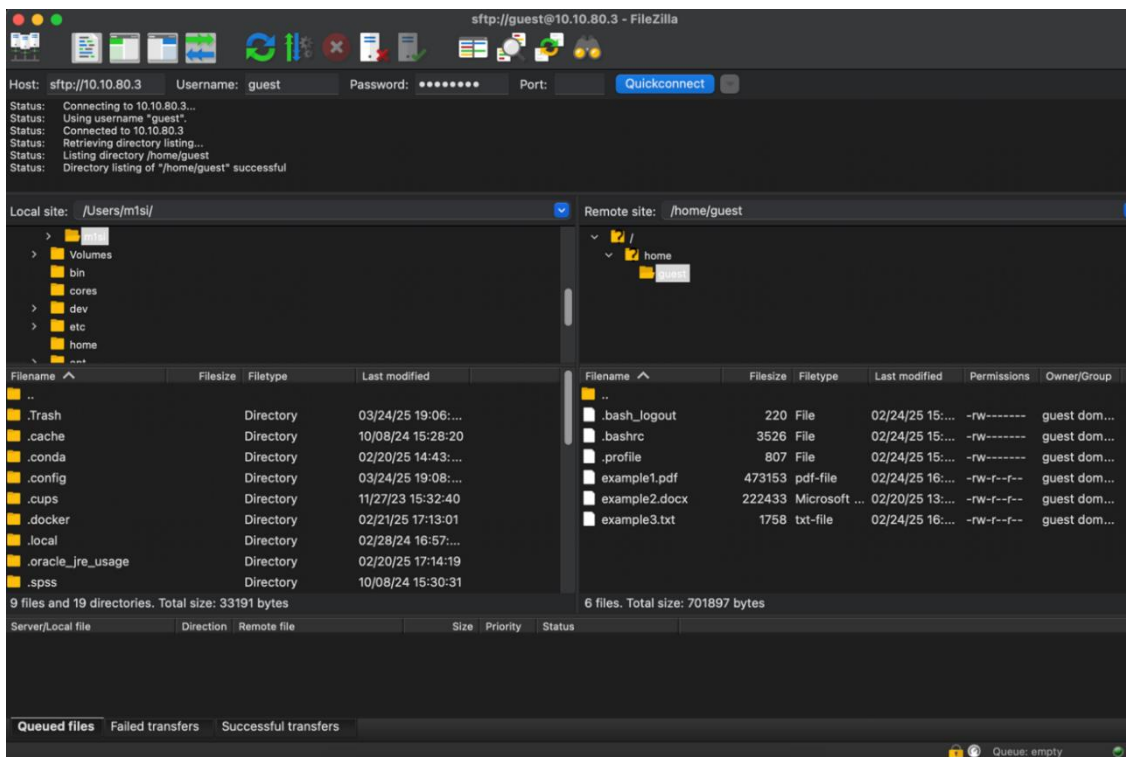 sftp://guest@10.10.80.3 - FileZilla
Host: sftp://10.10.80.3 Username: guest Password: •••••••• Port: Quickconnect
Status: Connecting to 10.10.80.3...
Status: Using username "guest".
Status: Connected to 10.10.80.3
Status: Retrieving directory listing...
Status: Listing directory /home/guest
Status: Directory listing of "/home/guest" successful
Local site: /Users/m1si/
m1si
Volumes
bin
cores
dev
etc
home
opt
Remote site: /home/guest
/
home
guest
Filename Filesize Filetype Last modified
..
.Trash Directory 03/24/25 19:06:...
.cache Directory 10/08/24 15:28:20
.conda Directory 02/20/25 14:43:...
.config Directory 03/24/25 19:08:...
.cups Directory 11/27/23 15:32:40
.docker Directory 02/21/25 17:13:01
.local Directory 02/28/24 16:57:...
.oracle_jre_usage Directory 02/20/25 17:14:19
.spss Directory 10/08/24 15:30:31
9 files and 19 directories. Total size: 33191 bytes
Filename Filesize Filetype Last modified Permissions Owner/Group
..
.bash_logout 220 File 02/24/25 15:... -rw------- guest dom...
.bashrc 3526 File 02/24/25 15:... -rw------- guest dom...
.profile 807 File 02/24/25 15:... -rw------- guest dom...
example1.pdf 473153 pdf-file 02/24/25 16:... -rw-r--r-- guest dom...
example2.docx 222433 Microsoft ... 02/20/25 13:... -rw-r--r-- guest dom...
example3.txt 1758 txt-file 02/24/25 16:... -rw-r--r-- guest dom...
6 files. Total size: 701897 bytes
Server/Local file Direction Remote file Size Priority Status
Queued files Failed transfers Successful transfers
Queue: empty